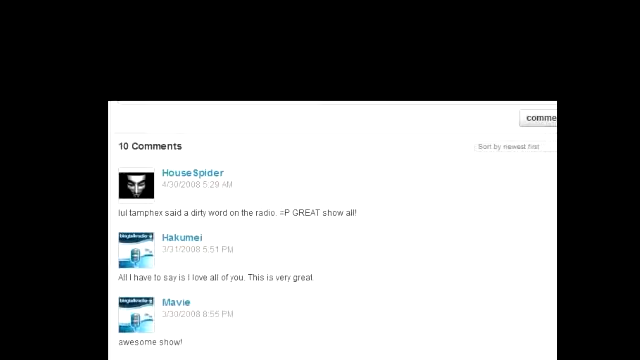 comme
10 Comments
Sort by newest first
HouseSpider
4/30/2008 5:29 AM
lul tamphex said a dirty word on the radio. =P GREAT show all!
blogtalkradio
Hakumei
3/31/2008 5:51 PM
All I have to say is I love all of you. This is very great.
blogtalkradio
Mavie
3/30/2008 8:55 PM
awesome show!